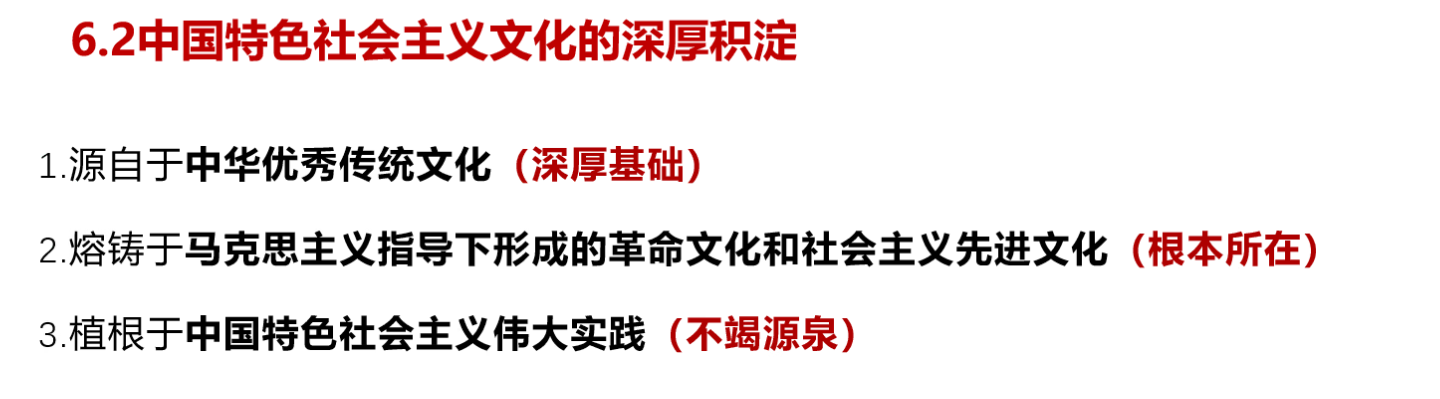 6.2中国特色社会主义文化的深厚积淀
1.源自于中华优秀传统文化（深厚基础）
2.熔铸于马克思主义指导下形成的革命文化和社会主义先进文化（根本所在）
3.植根于中国特色社会主义伟大实践（不竭源泉）